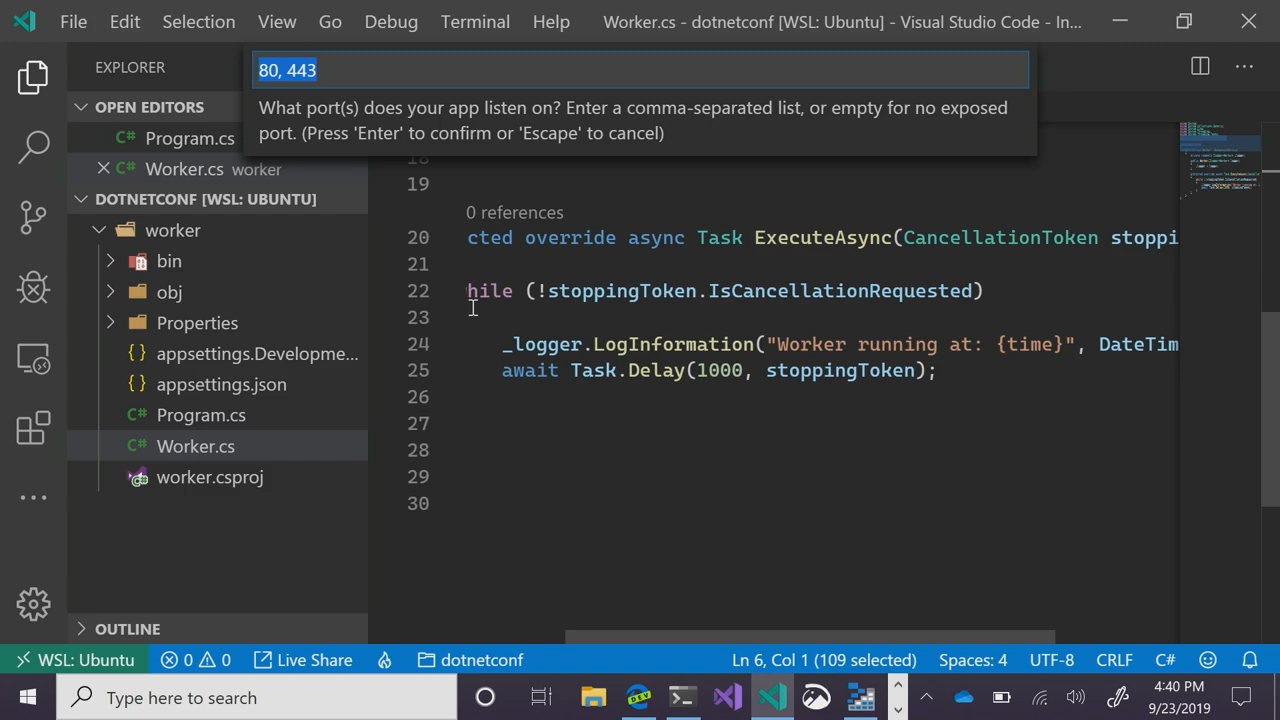 File Edit Selection View Go Debug Terminal Help Worker.cs - dotnetconf [WSL: Ubuntu] - Visual Studio Code - In...
EXPLORER
80, 443
What port(s) does your app listen on? Enter a comma-separated list, or empty for no exposed
port. (Press 'Enter' to confirm or 'Escape' to cancel)
OPEN EDITORS
Program.cs
Worker.cs worker
DOTNETCONF [WSL: UBUNTU]
worker
bin
obj
Properties
appsettings.Developme...
appsettings.json
Program.cs
Worker.cs
worker.csproj
OUTLINE
18
19
0 references
20 cted override async Task ExecuteAsync(CancellationToken stoppi
21
22 hile (!stoppingToken.IsCancellationRequested)
23
24 _logger.LogInformation("Worker running at: {time}", DateTim
25 await Task.Delay(1000, stoppingToken);
26
27
28
29
30
WSL: Ubuntu 0 0 Live Share dotnetconf Ln 6, Col 1 (109 selected) Spaces: 4 UTF-8 CRLF C#
Type here to search
4:40 PM
9/23/2019